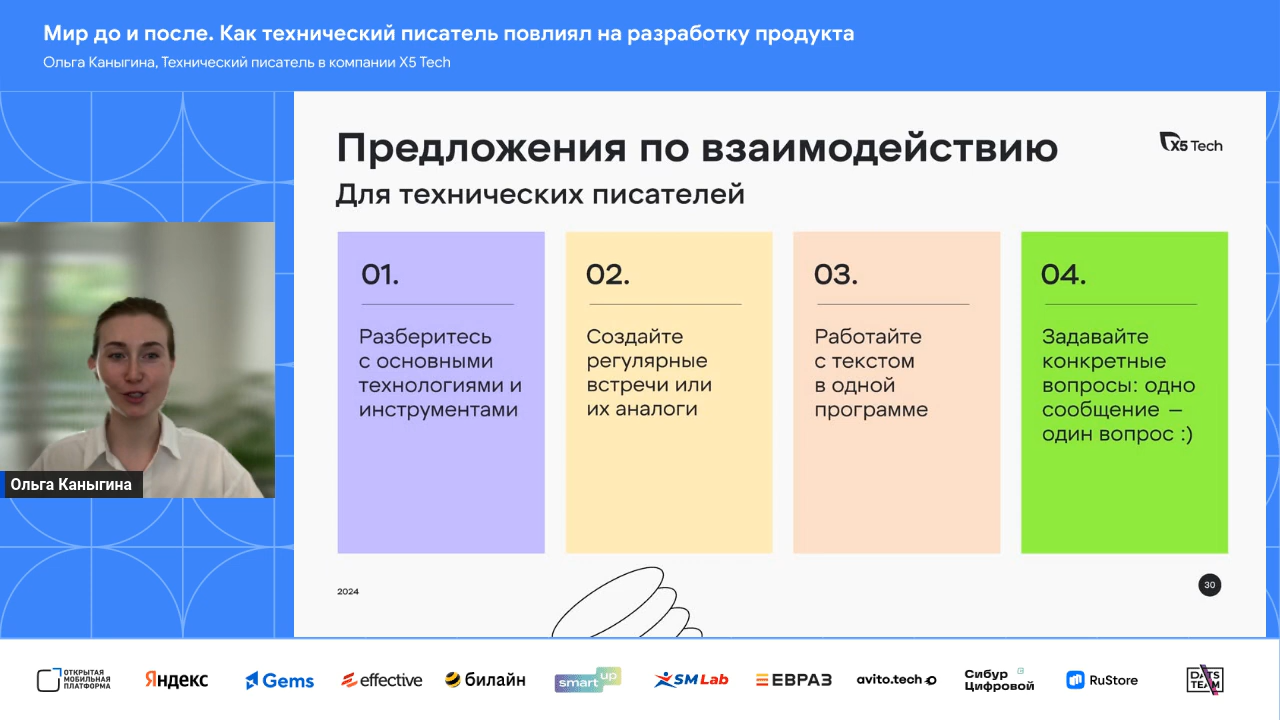 Мир до и после. Как технический писатель повлиял на разработку продукта
Ольга Каныгина, Технический писатель в компании X5 Tech
Предложения по взаимодействию
X5 Tech
Для технических писателей
01.
Разберитесь
с основными
технологиями и
инструментами
02.
Создайте
регулярные
встречи или
их аналоги
03.
Работайте
с текстом
в одной
программе
04.
Задавайте
конкретные
вопросы: одно
сообщение —
один вопрос :)
Ольга Каныгина
2024
30
ОТКРЫТАЯ
МОБИЛЬНАЯ
ПЛАТФОРМА
Яндекс
Gems
effective
билайн
smart up
SM Lab
ЕВРАЗ
avito.tech
Сибур
Цифровой
RuStore
DATS
TEAM